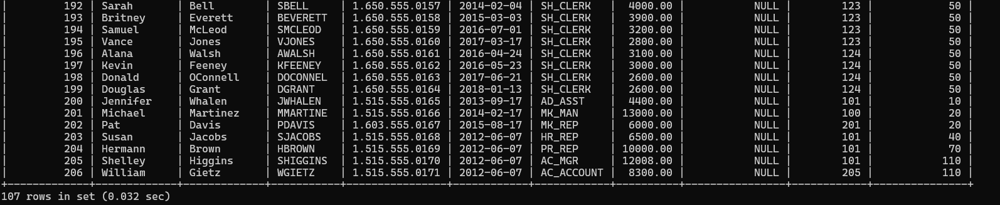 | 192 | Sarah | Bell | SBELL | 1.650.555.0157 | 2014-02-04 | SH_CLERK | 4000.00 | NULL | 123 | 50 |
| 193 | Britney | Everett | BEVERETT | 1.650.555.0158 | 2015-03-03 | SH_CLERK | 3900.00 | NULL | 123 | 50 |
| 194 | Samuel | McLeod | SMCLEOD | 1.650.555.0159 | 2016-07-01 | SH_CLERK | 3200.00 | NULL | 123 | 50 |
| 195 | Vance | Jones | VJONES | 1.650.555.0160 | 2017-03-17 | SH_CLERK | 2800.00 | NULL | 123 | 50 |
| 196 | Alana | Walsh | AWALSH | 1.650.555.0161 | 2016-04-24 | SH_CLERK | 3100.00 | NULL | 124 | 50 |
| 197 | Kevin | Feeney | KFEENEY | 1.650.555.0162 | 2016-05-23 | SH_CLERK | 3000.00 | NULL | 124 | 50 |
| 198 | Donald | OConnell | DOCONNEL | 1.650.555.0163 | 2017-06-21 | SH_CLERK | 2600.00 | NULL | 124 | 50 |
| 199 | Douglas | Grant | DGRANT | 1.650.555.0164 | 2018-01-13 | SH_CLERK | 2600.00 | NULL | 124 | 50 |
| 200 | Jennifer | Whalen | JWHALEN | 1.515.555.0165 | 2013-09-17 | AD_ASST | 4400.00 | NULL | 101 | 10 |
| 201 | Michael | Martinez | MMARTINE | 1.515.555.0166 | 2014-02-17 | MK_MAN | 13000.00 | NULL | 100 | 20 |
| 202 | Pat | Davis | PDAVIS | 1.603.555.0167 | 2015-08-17 | MK_REP | 6000.00 | NULL | 201 | 20 |
| 203 | Susan | Jacobs | SJACOBS | 1.515.555.0168 | 2012-06-07 | HR_REP | 6500.00 | NULL | 101 | 40 |
| 204 | Hermann | Brown | HBROWN | 1.515.555.0169 | 2012-06-07 | PR_REP | 10000.00 | NULL | 101 | 70 |
| 205 | Shelley | Higgins | SHIGGINS | 1.515.555.0170 | 2012-06-07 | AC_MGR | 12008.00 | NULL | 101 | 110 |
| 206 | William | Gietz | WGIETZ | 1.515.555.0171 | 2012-06-07 | AC_ACCOUNT | 8300.00 | NULL | 205 | 110 |
107 rows in set (0.032 sec)